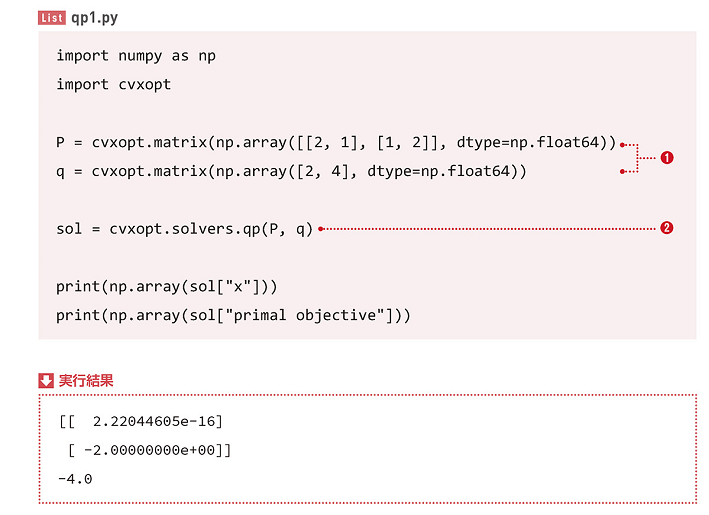 List qp1.py
import numpy as np
import cvxopt
P = cvxopt.matrix(np.array([[2, 1], [1, 2]], dtype=np.float64))
❶
q = cvxopt.matrix(np.array([2, 4], dtype=np.float64))
sol = cvxopt.solvers.qp(P, q) ❷
print(np.array(sol["x"]))
print(np.array(sol["primal objective"]))
実行結果
[[  2.22044605e-16]
 [ -2.00000000e+00]]
-4.0